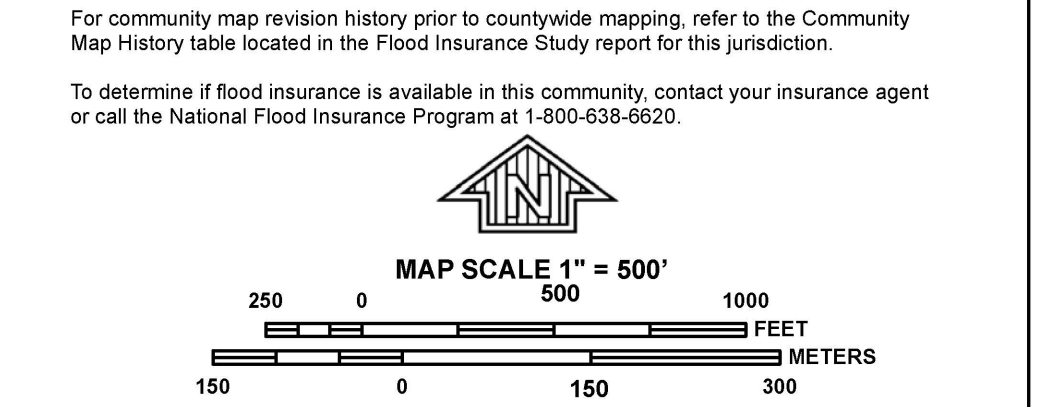 For community map revision history prior to countywide mapping, refer to the Community
Map History table located in the Flood Insurance Study report for this jurisdiction.
To determine if flood insurance is available in this community, contact your insurance agent
or call the National Flood Insurance Program at 1-800-638-6620.
N
MAP SCALE 1" = 500’
250 0 500 1000
FEET
METERS
150 0 150 300